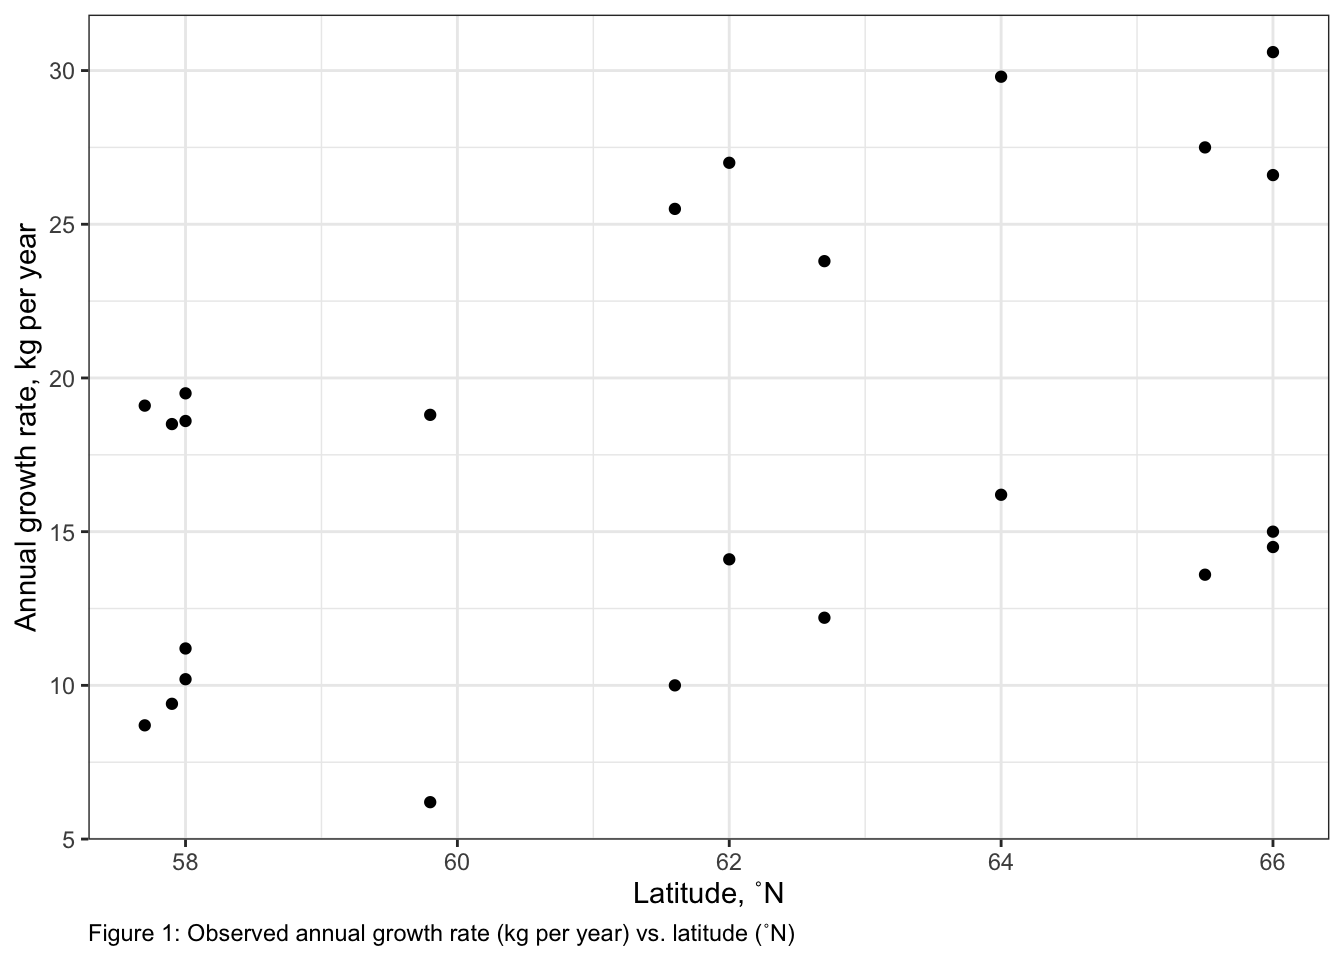 30
25
20
15
10
5
Annual growth rate, kg per year
58 60 62 64 66
Latitude, ˚N
Figure 1: Observed annual growth rate (kg per year) vs. latitude (˚N)